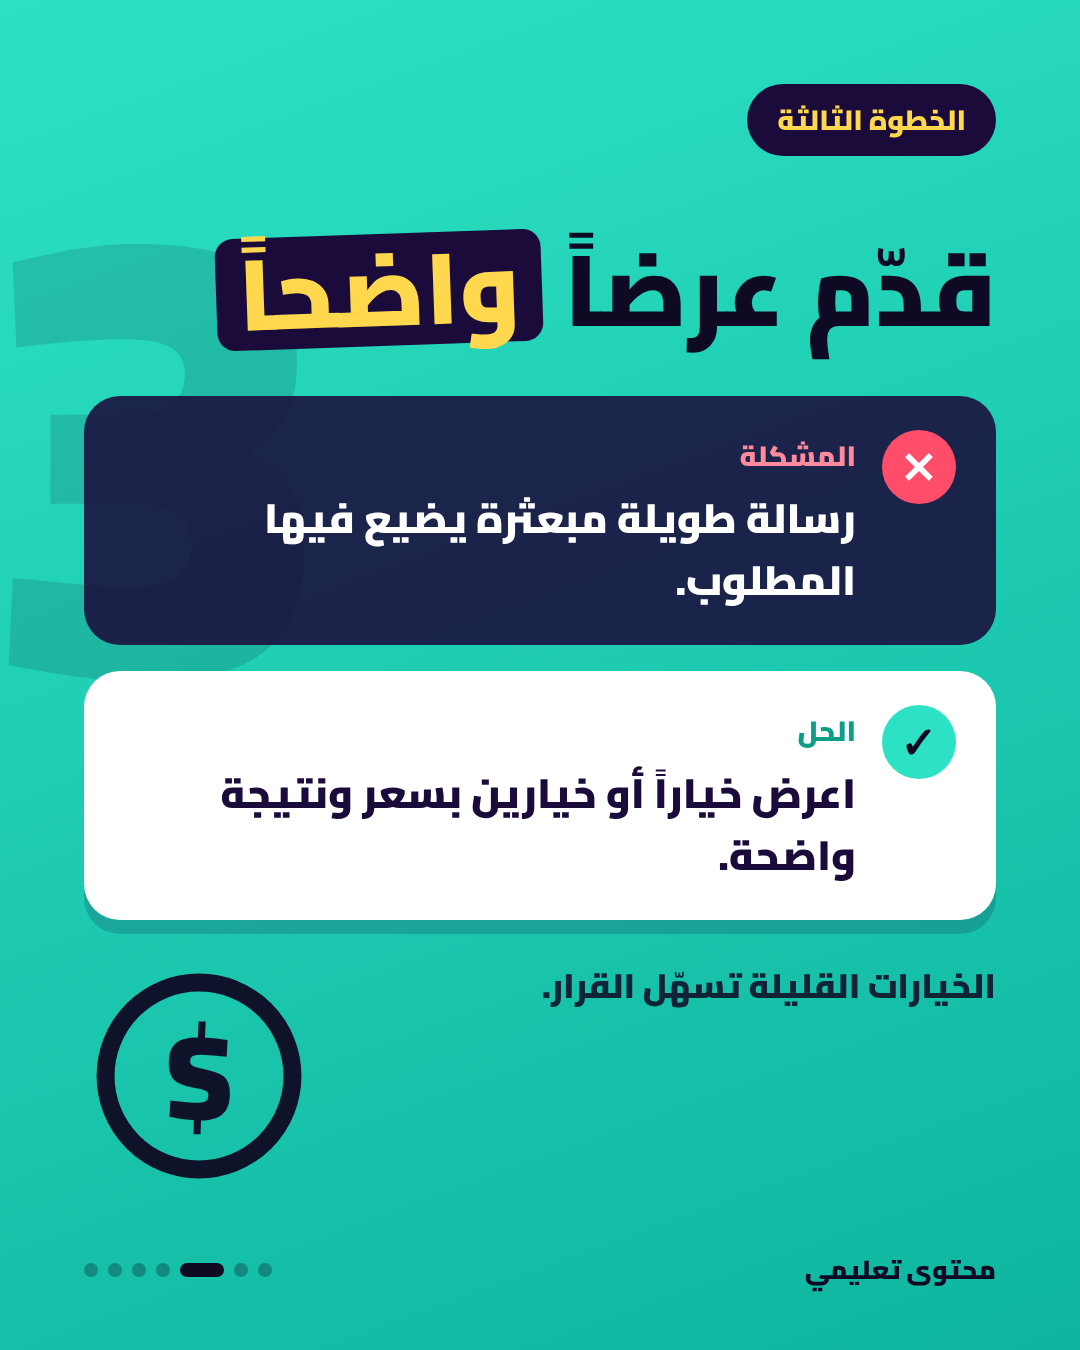 الخطوة الثالثة
قدّم عرضاً واضحاً
3
✕
المشكلة
رسالة طويلة مبعثرة يضيع فيها
المطلوب.
✓
الحل
اعرض خياراً أو خيارين بسعر ونتيجة
واضحة.
الخيارات القليلة تسهّل القرار.
$
محتوى تعليمي